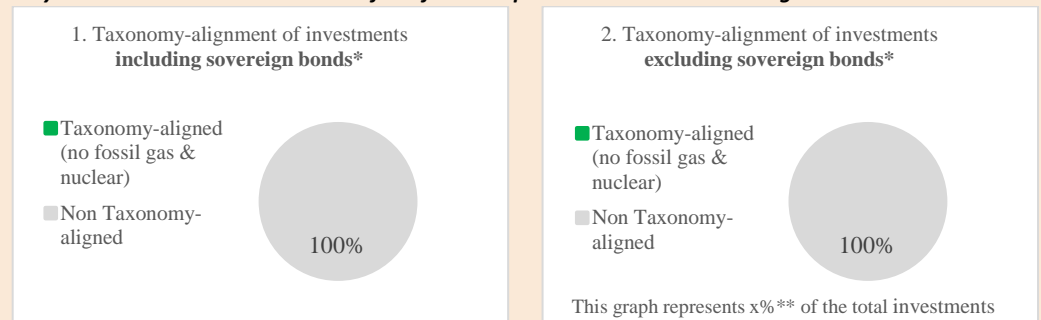 1. Taxonomy-alignment of investments
including sovereign bonds*
Taxonomy-aligned
(no fossil gas &
nuclear)
Non Taxonomy-
aligned
100%
2. Taxonomy-alignment of investments
excluding sovereign bonds*
Taxonomy-aligned
(no fossil gas &
nuclear)
Non Taxonomy-
aligned
100%
This graph represents x%** of the total investments